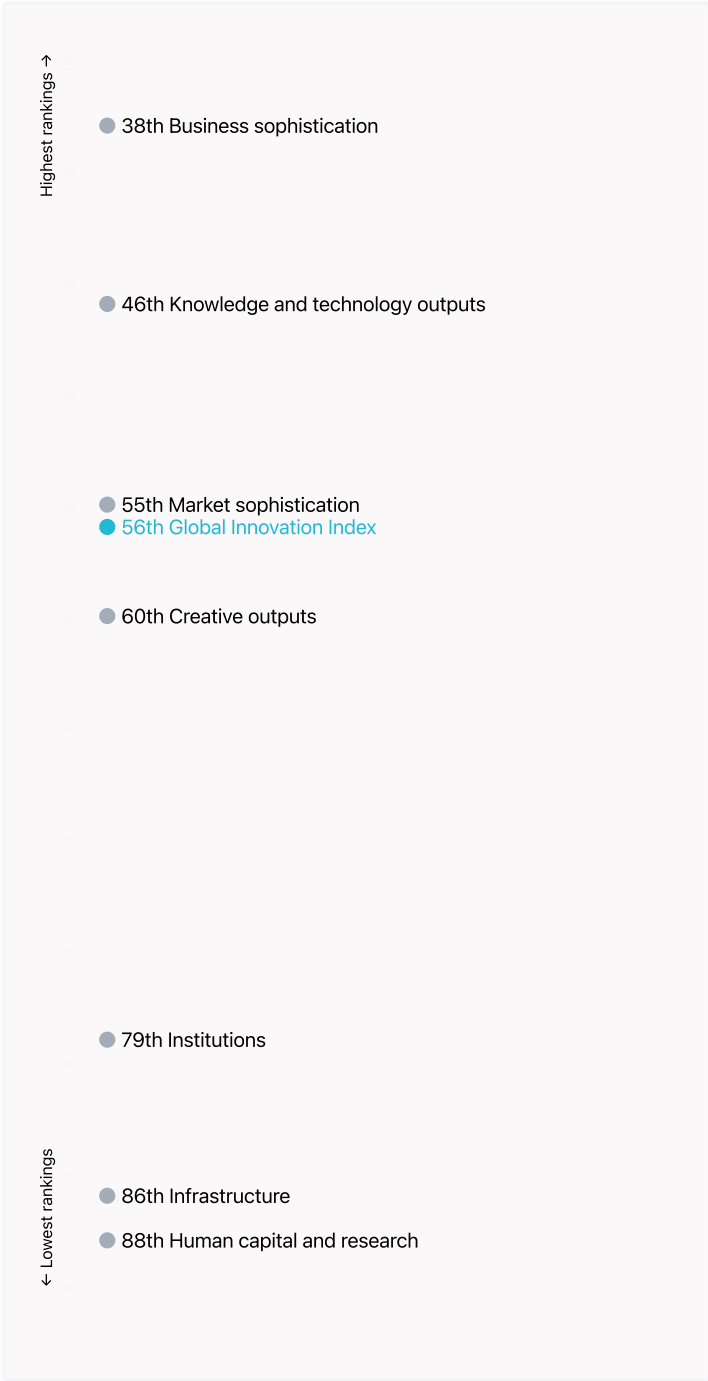 Highest rankings →
38th Business sophistication
46th Knowledge and technology outputs
55th Market sophistication
56th Global Innovation Index
60th Creative outputs
79th Institutions
86th Infrastructure
88th Human capital and research
← Lowest rankings